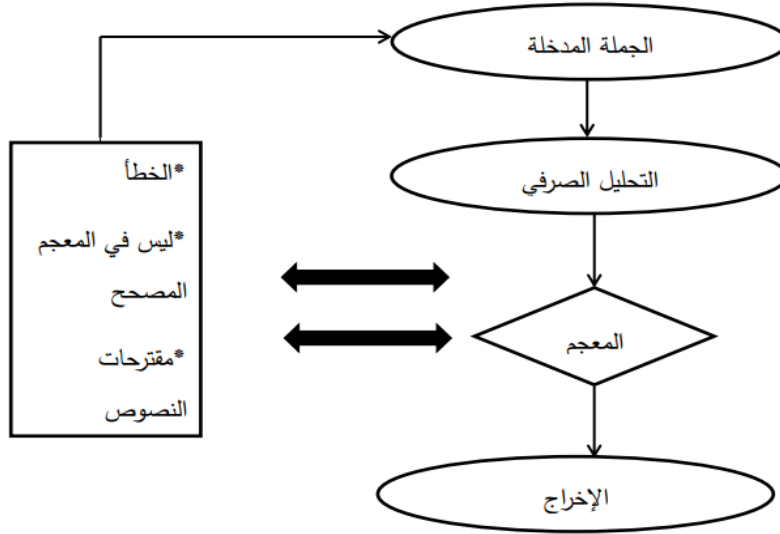 الجملة المدخلة
التحليل الصرفي
*الخطأ
*ليس في المعجم
المصحح
*مقترحات
النصوص
المعجم
الإخراج